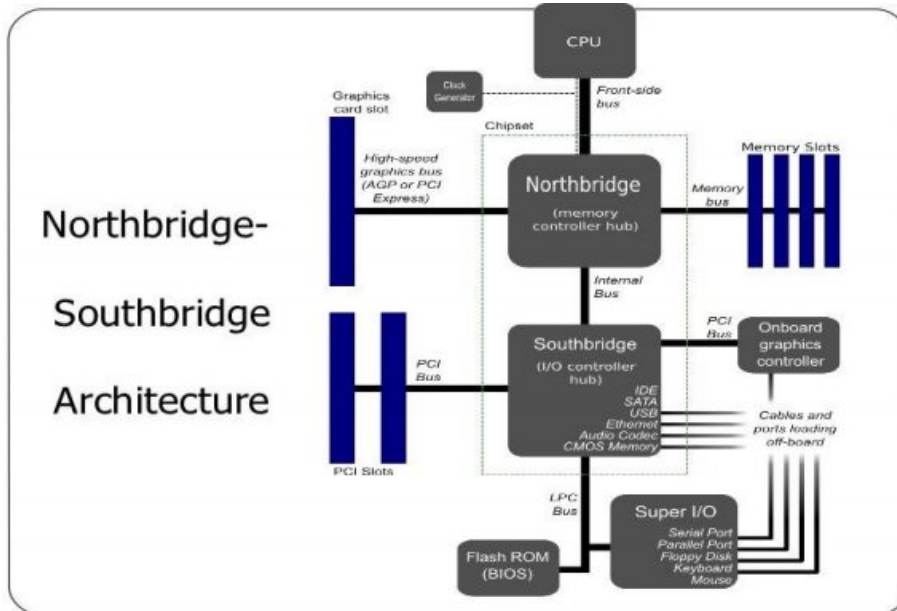 CPU
Clock
Generator
Front-side
bus
Graphics
card slot
Chipset
High-speed
graphics bus
(AGP or PCI
Express)
Northbridge
(memory
controller hub)
Memory
bus
Memory Slots
Northbridge-
Southbridge
Architecture
Internal
Bus
PCI
Bus
Southbridge
(I/O controller
hub)
IDE
SATA
USB
Ethernet
Audio Codec
CMOS Memory
PCI
Bus
Onboard
graphics
controller
Cables and
ports leading
off-board
PCI Slots
LPC
Bus
Super I/O
Serial Port
Parallel Port
Floppy Disk
Keyboard
Mouse
Flash ROM
(BIOS)